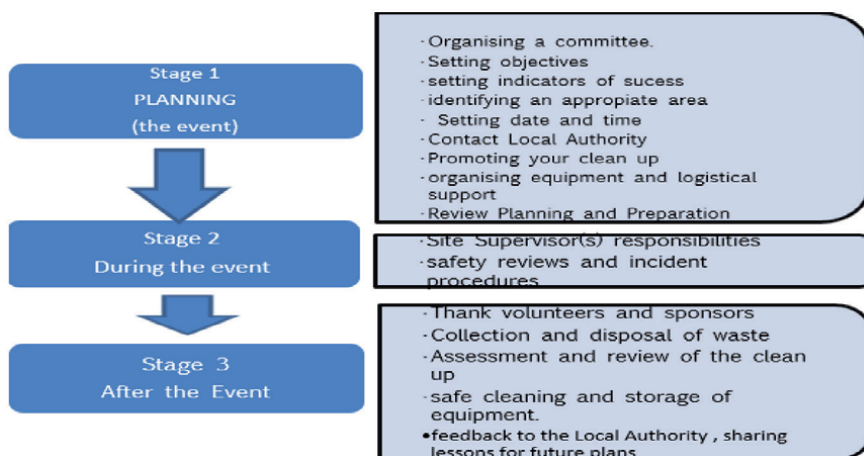 Stage 1
PLANNING
(the event)
·Organising a committee.
·Setting objectives
·setting indicators of sucess
·identifying an appropiate area
· Setting date and time
·Contact Local Authority
·Promoting your clean up
·organising equipment and logistical
support
·Review Planning and Preparation
Stage 2
During the event
·Site Supervisor(s) responsibilities
·safety reviews and incident
procedures
Stage 3
After the Event
·Thank volunteers and sponsors
·Collection and disposal of waste
·Assessment and review of the clean
up
·safe cleaning and storage of
equipment.
•feedback to the Local Authority , sharing
lessons for future plans